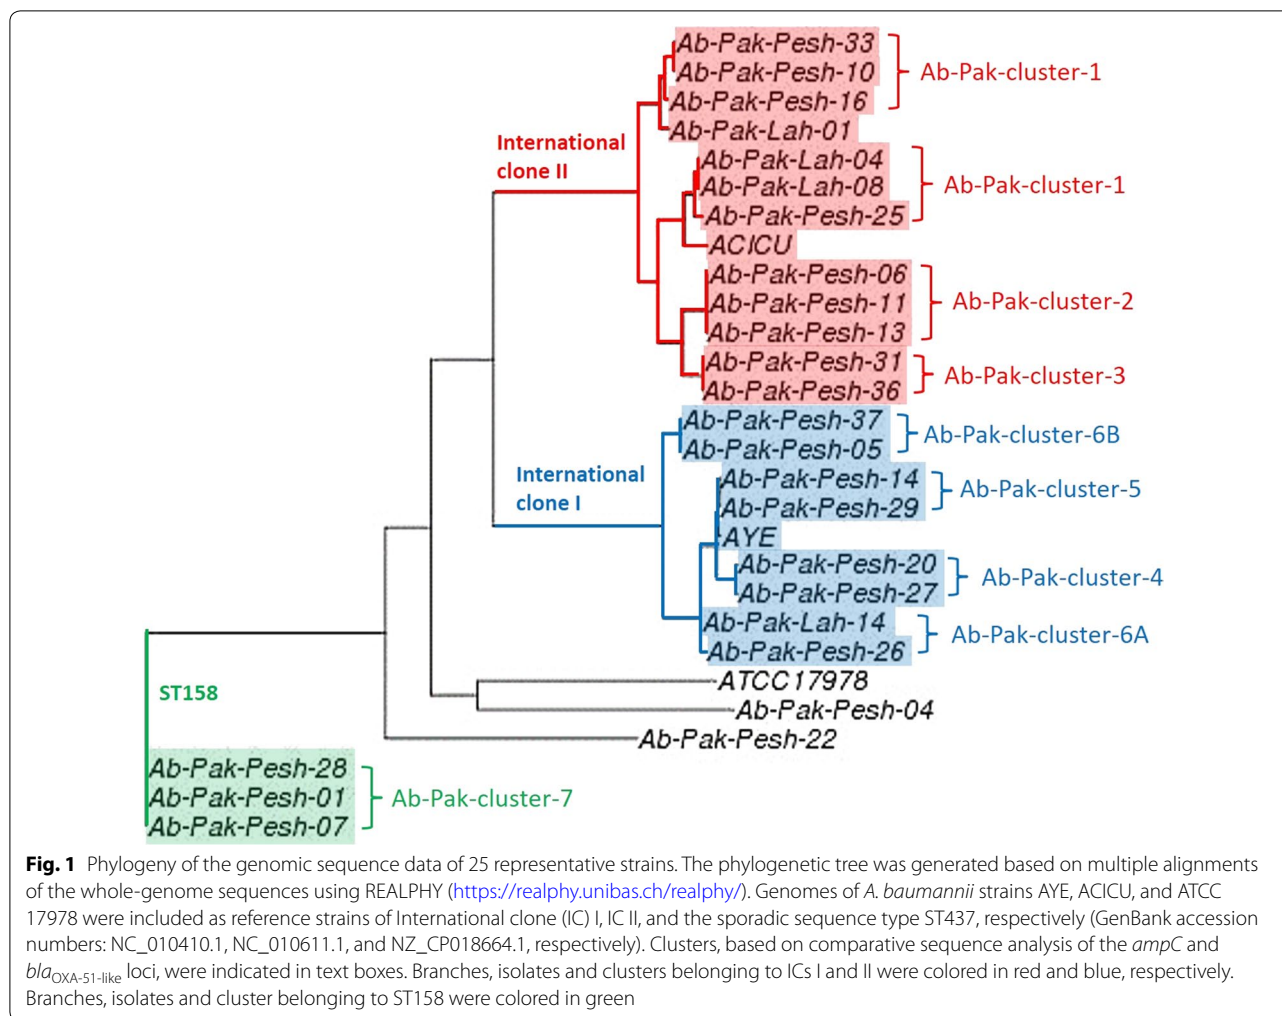 Ab-Pak-Pesh-33
Ab-Pak-Pesh-10
Ab-Pak-cluster-1
Ab-Pak-Pesh-16
Ab-Pak-Lah-01
International
clone II
Ab-Pak-Lah-04
Ab-Pak-Lah-08
Ab-Pak-cluster-1
Ab-Pak-Pesh-25
ACICU
Ab-Pak-Pesh-06
Ab-Pak-Pesh-11
Ab-Pak-cluster-2
Ab-Pak-Pesh-13
Ab-Pak-Pesh-31
Ab-Pak-cluster-3
Ab-Pak-Pesh-36
Ab-Pak-Pesh-37
Ab-Pak-cluster-6B
Ab-Pak-Pesh-05
International
clone I
Ab-Pak-Pesh-14
Ab-Pak-cluster-5
Ab-Pak-Pesh-29
AYE
Ab-Pak-Pesh-20
Ab-Pak-cluster-4
Ab-Pak-Pesh-27
Ab-Pak-Lah-14
Ab-Pak-cluster-6A
Ab-Pak-Pesh-26
ATCC17978
ST158
Ab-Pak-Pesh-04
Ab-Pak-Pesh-22
Ab-Pak-Pesh-28
Ab-Pak-Pesh-01
Ab-Pak-cluster-7
Ab-Pak-Pesh-07
Fig. 1 Phylogeny of the genomic sequence data of 25 representative strains. The phylogenetic tree was generated based on multiple alignments
of the whole-genome sequences using REALPHY (https://realphy.unibas.ch/realphy/). Genomes of A. baumannii strains AYE, ACICU, and ATCC
17978 were included as reference strains of International clone (IC) I, IC II, and the sporadic sequence type ST437, respectively (GenBank accession
numbers: NC_010410.1, NC_010611.1, and NZ_CP018664.1, respectively). Clusters, based on comparative sequence analysis of the ampC and
blaOXA-51-like loci, were indicated in text boxes. Branches, isolates and clusters belonging to ICs I and II were colored in red and blue, respectively.
Branches, isolates and cluster belonging to ST158 were colored in green